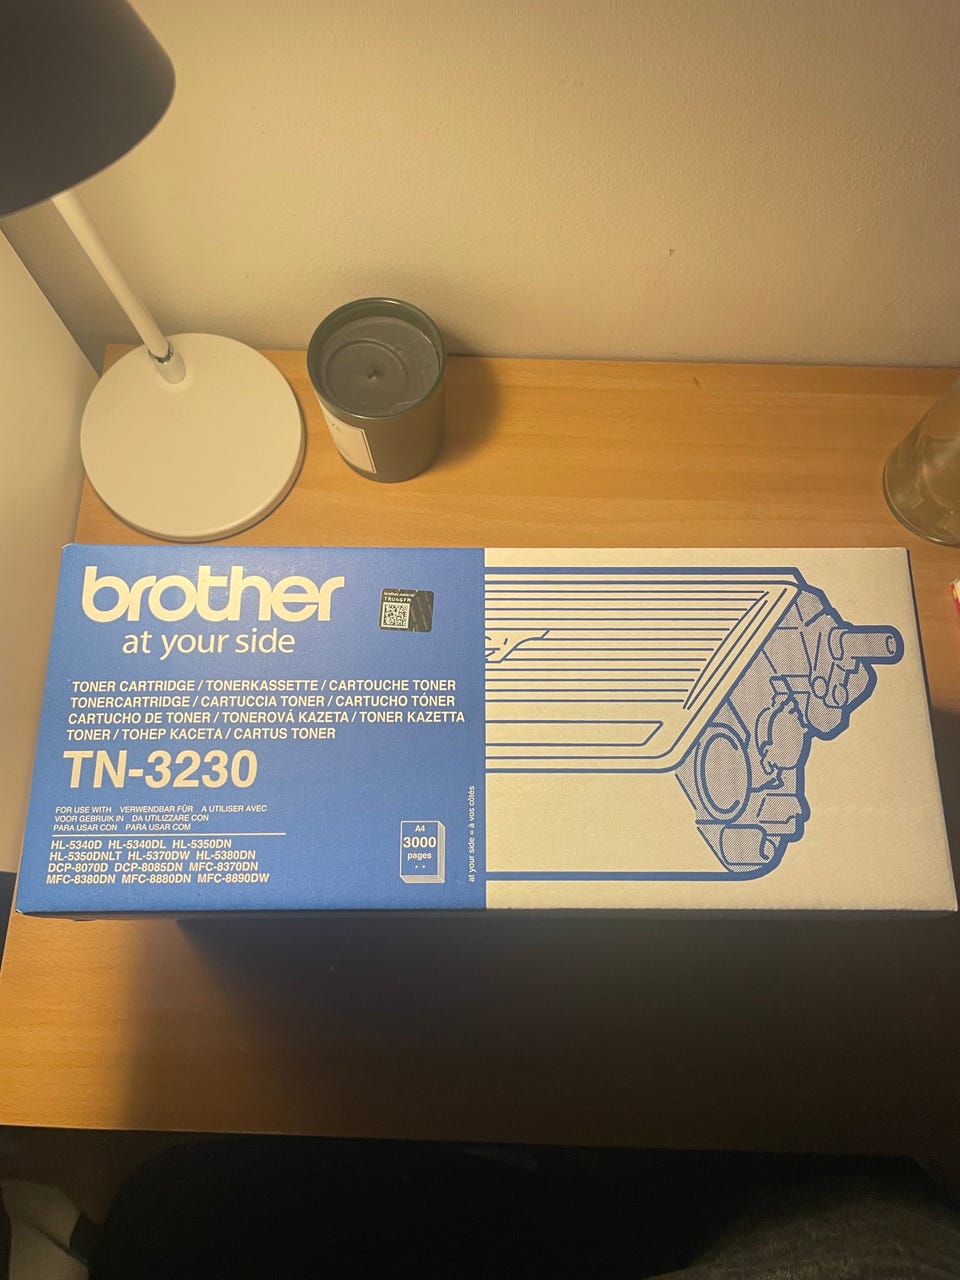 brother
at your side
TRU4GFM
TONER CARTRIDGE / TONERKASSETTE / CARTOUCHE TONER
TONERCARTRIDGE / CARTUCCIA TONER / CARTUCHO TÓNER
CARTUCHO DE TONER / TONEROVÁ KAZETA / TONER KAZETTA
TONER / ТОНЕР КАСЕТА / CARTUS TONER
TN-3230
FOR USE WITH VERWENDBAR FÜR A UTILISER AVEC
VOOR GEBRUIK IN DA UTILIZZARE CON
PARA USAR CON PARA USAR COM
HL-5340D HL-5340DL HL-5350DN
HL-5350DNLT HL-5370DW HL-5380DN
DCP-8070D DCP-8085DN MFC-8370DN
MFC-8380DN MFC-8880DN MFC-8890DW
A4
3000
pages
at your side = à vos côtés